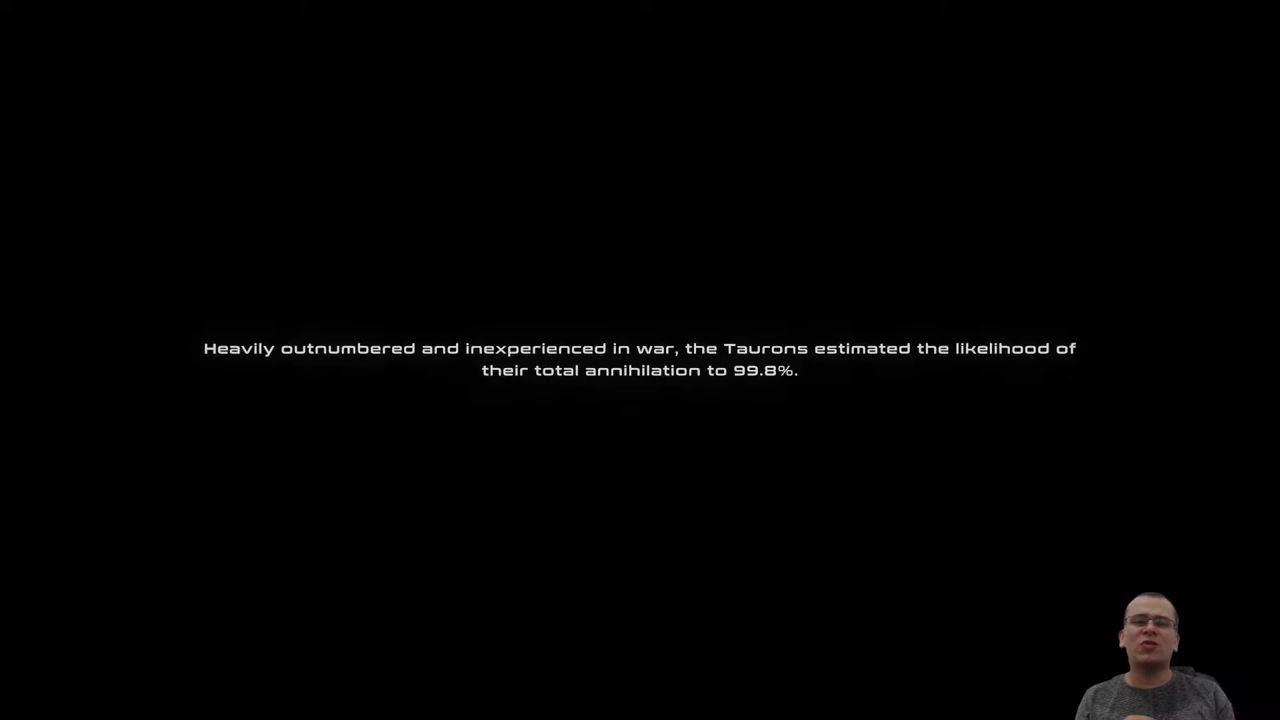 Heavily outnumbered and inexperienced in war, the Taurons estimated the likelihood of
their total annihilation to 99.8%.